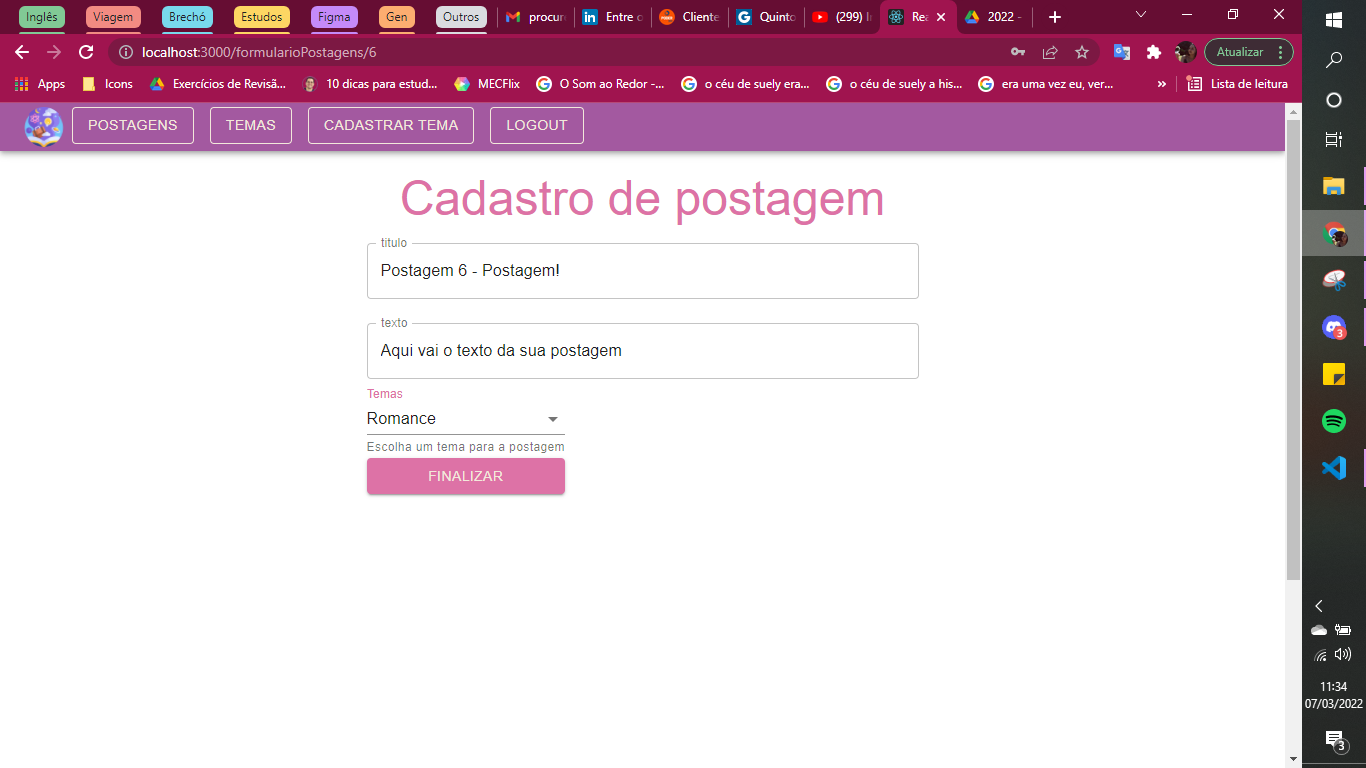 Inglês Viagem Brechó Estudos Figma Gen Outros procur Entre Cliente Quinto (299) Rea 2022 -
localhost:3000/formularioPostagens/6 Atualizar
Apps Icons Exercícios de Revisã... 10 dicas para estud... MECFlix O Som ao Redor -... o céu de suely era... o céu de suely a his... era uma vez eu, ver... » Lista de leitura
POSTAGENS TEMAS CADASTRAR TEMA LOGOUT
Cadastro de postagem
titulo
Postagem 6 - Postagem!
texto
Aqui vai o texto da sua postagem
Temas
Romance
Escolha um tema para a postagem
FINALIZAR
3
11:34
07/03/2022
3